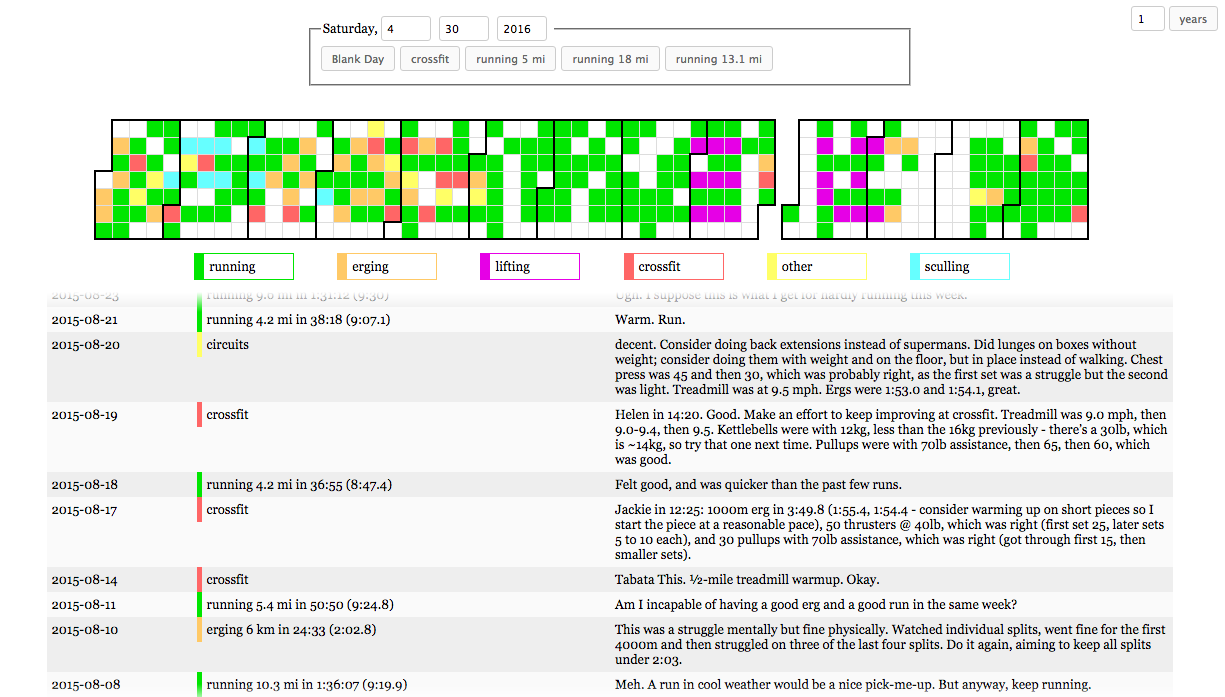 Saturday, 4 30 2016
1 years
Blank Day crossfit running 5 mi running 18 mi running 13.1 mi
running erging lifting crossfit other sculling
2015-08-23 running 9.6 mi in 1:31:12 (9:30) Ugh. I suppose this is what I get for hardly running this week.
2015-08-21 running 4.2 mi in 38:18 (9:07.1) Warm. Run.
2015-08-20 circuits decent. Consider doing back extensions instead of supermans. Did lunges on boxes without
weight; consider doing them with weight and on the floor, but in place instead of walking. Chest
press was 45 and then 30, which was probably right, as the first set was a struggle but the second
was light. Treadmill was at 9.5 mph. Ergs were 1:53.0 and 1:54.1, great.
2015-08-19 crossfit Helen in 14:20. Good. Make an effort to keep improving at crossfit. Treadmill was 9.0 mph, then
9.0-9.4, then 9.5. Kettlebells were with 12kg, less than the 16kg previously - there's a 30lb, which
is ~14kg, so try that one next time. Pullups were with 70lb assistance, then 65, then 60, which
was good.
2015-08-18 running 4.2 mi in 36:55 (8:47.4) Felt good, and was quicker than the past few runs.
2015-08-17 crossfit Jackie in 12:25: 1000m erg in 3:49.8 (1:55.4, 1:54.4 - consider warming up on short pieces so I
start the piece at a reasonable pace), 50 thrusters @ 40lb, which was right (first set 25, later sets
5 to 10 each), and 30 pullups with 70lb assistance, which was right (got through first 15, then
smaller sets).
2015-08-14 crossfit Tabata This. ½-mile treadmill warmup. Okay.
2015-08-11 running 5.4 mi in 50:50 (9:24.8) Am I incapable of having a good erg and a good run in the same week?
2015-08-10 erging 6 km in 24:33 (2:02.8) This was a struggle mentally but fine physically. Watched individual splits, went fine for the first
4000m and then struggled on three of the last four splits. Do it again, aiming to keep all splits
under 2:03.
2015-08-08 running 10.3 mi in 1:36:07 (9:19.9) Meh. A run in cool weather would be a nice pick-me-up. But anyway, keep running.